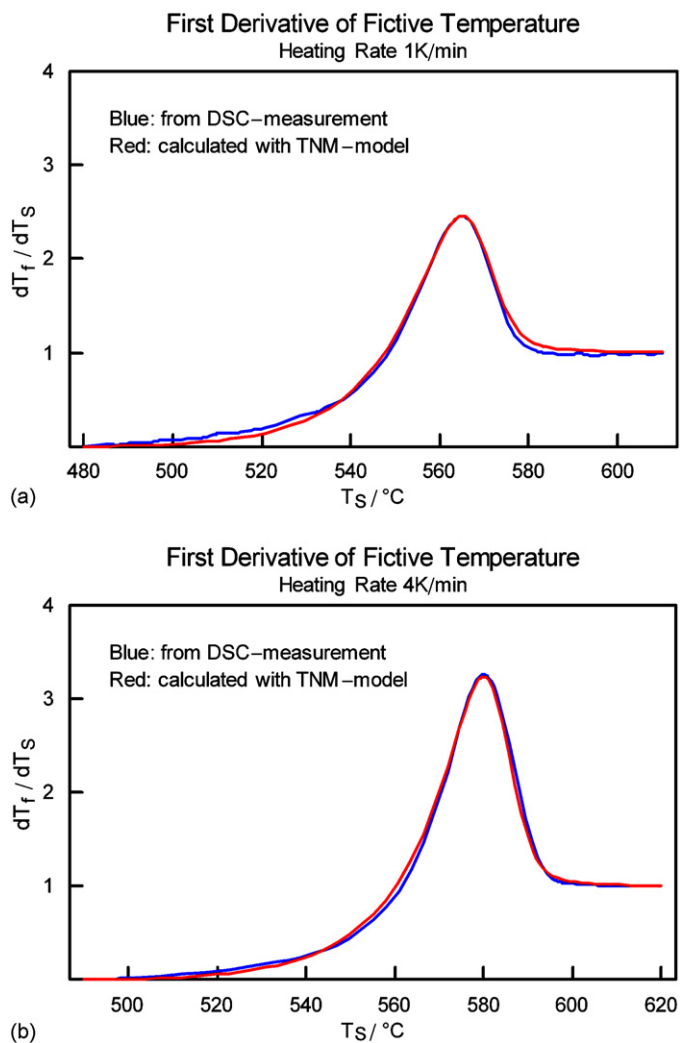 First Derivative of Fictive Temperature
Heating Rate 1K/min
4
Blue: from DSC−measurement
Red: calculated with TNM−model
3
dTf / dTS
2
1
480 500 520 540 560 580 600
(a)
TS / °C
First Derivative of Fictive Temperature
Heating Rate 4K/min
4
Blue: from DSC−measurement
Red: calculated with TNM−model
3
dTf / dTS
2
1
500 520 540 560 580 600 620
(b)
TS / °C